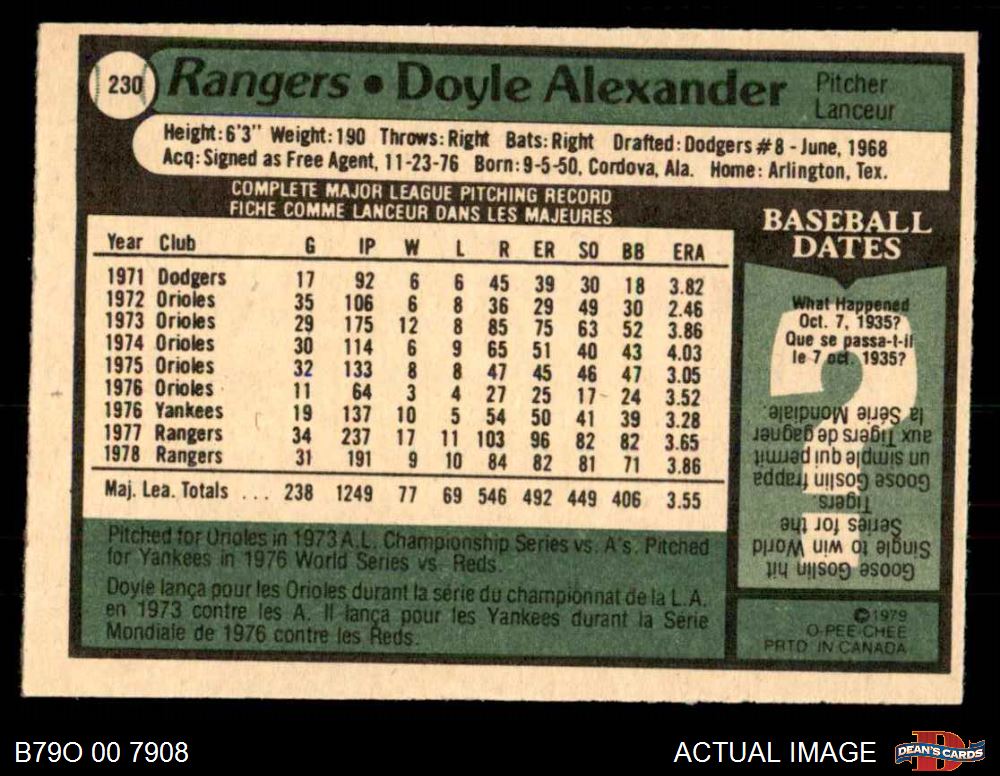 230 Rangers • Doyle Alexander Pitcher
Lanceur
Height:6'3" Weight:190 Throws:Right Bats:Right Drafted:Dodgers #8 - June, 1968
Acq:Signed as Free Agent, 11-23-76 Born:9-5-50, Cordova, Ala. Home: Arlington, Tex.
COMPLETE MAJOR LEAGUE PITCHING RECORD
FICHE COMME LANCEUR DANS LES MAJEURES
Year Club G IP W L R ER SO BB ERA
1971 Dodgers 17 92 6 6 45 39 30 18 3.82
1972 Orioles 35 106 6 8 36 29 49 30 2.46
1973 Orioles 29 175 12 8 85 75 63 52 3.86
1974 Orioles 30 114 6 9 65 51 40 43 4.03
1975 Orioles 32 133 8 8 47 45 46 47 3.05
1976 Orioles 11 64 3 4 27 25 17 24 3.52
1976 Yankees 19 137 10 5 54 50 41 39 3.28
1977 Rangers 34 237 17 11 103 96 82 82 3.65
1978 Rangers 31 191 9 10 84 82 81 71 3.86
Maj. Lea. Totals ... 238 1249 77 69 546 492 449 406 3.55
Pitched for Orioles in 1973 A.L. Championship Series vs. A's. Pitched
for Yankees in 1976 World Series vs. Reds.
Doyle lança pour les Orioles durant la série du championnat de la L.A.
en 1973 contre les A. Il lança pour les Yankees durant la Série
Mondiale de 1976 contre les Reds.
BASEBALL
DATES
What Happened
Oct. 7, 1935?
Que se passa-t-il
le 7 oct. 1935?
Goose Goslin hit
Single to win World
Series for the
Tigers.
Goose Goslin frappa
un simple qui permit
aux Tigers de gagner
la Série Mondiale.
©1979
O-PEE-CHEE
PRTD IN CANADA
B79O 00 7908
ACTUAL IMAGE
DEAN'S CARDS